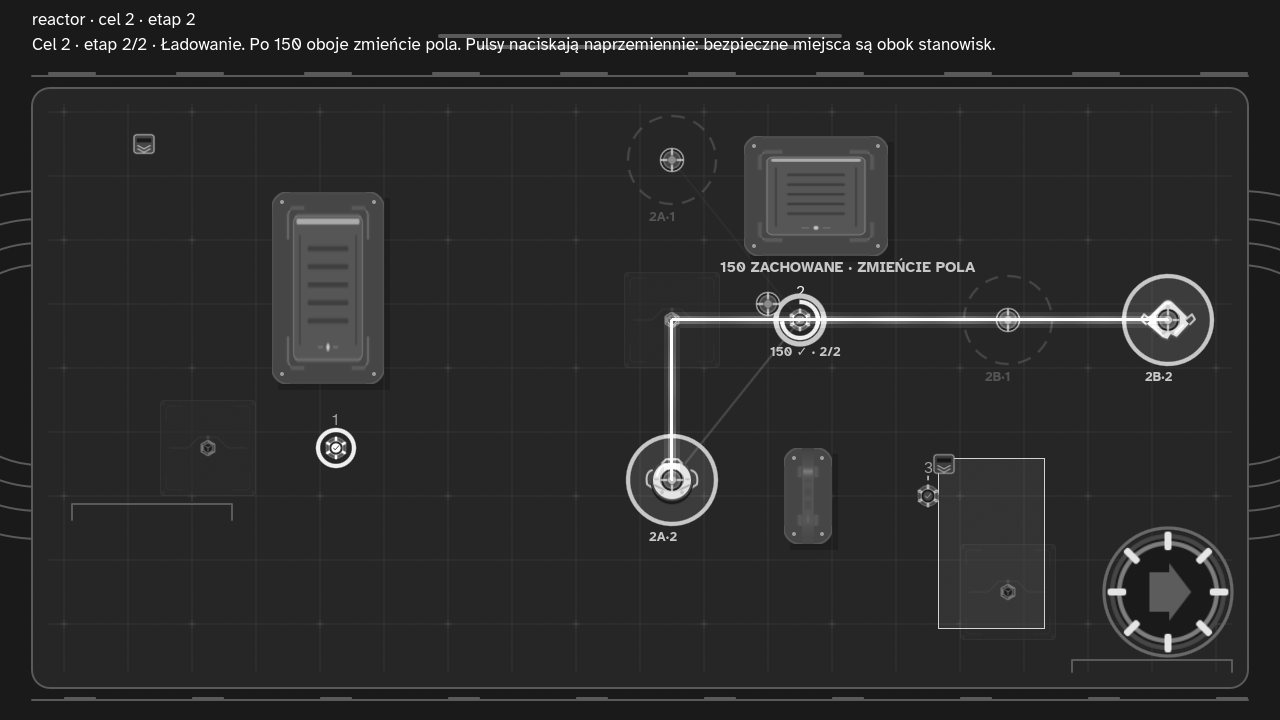 reactor · cel 2 · etap 2
Cel 2 · etap 2/2 · Ładowanie. Po 150 oboje zmieńcie pola. Pulsy naciskają naprzemiennie: bezpieczne miejsca są obok stanowisk.
2A·1
150 ZACHOWANE · ZMIEŃCIE POLA
2
150 ✓ · 2/2
2B·1
2B·2
1
3
2A·2